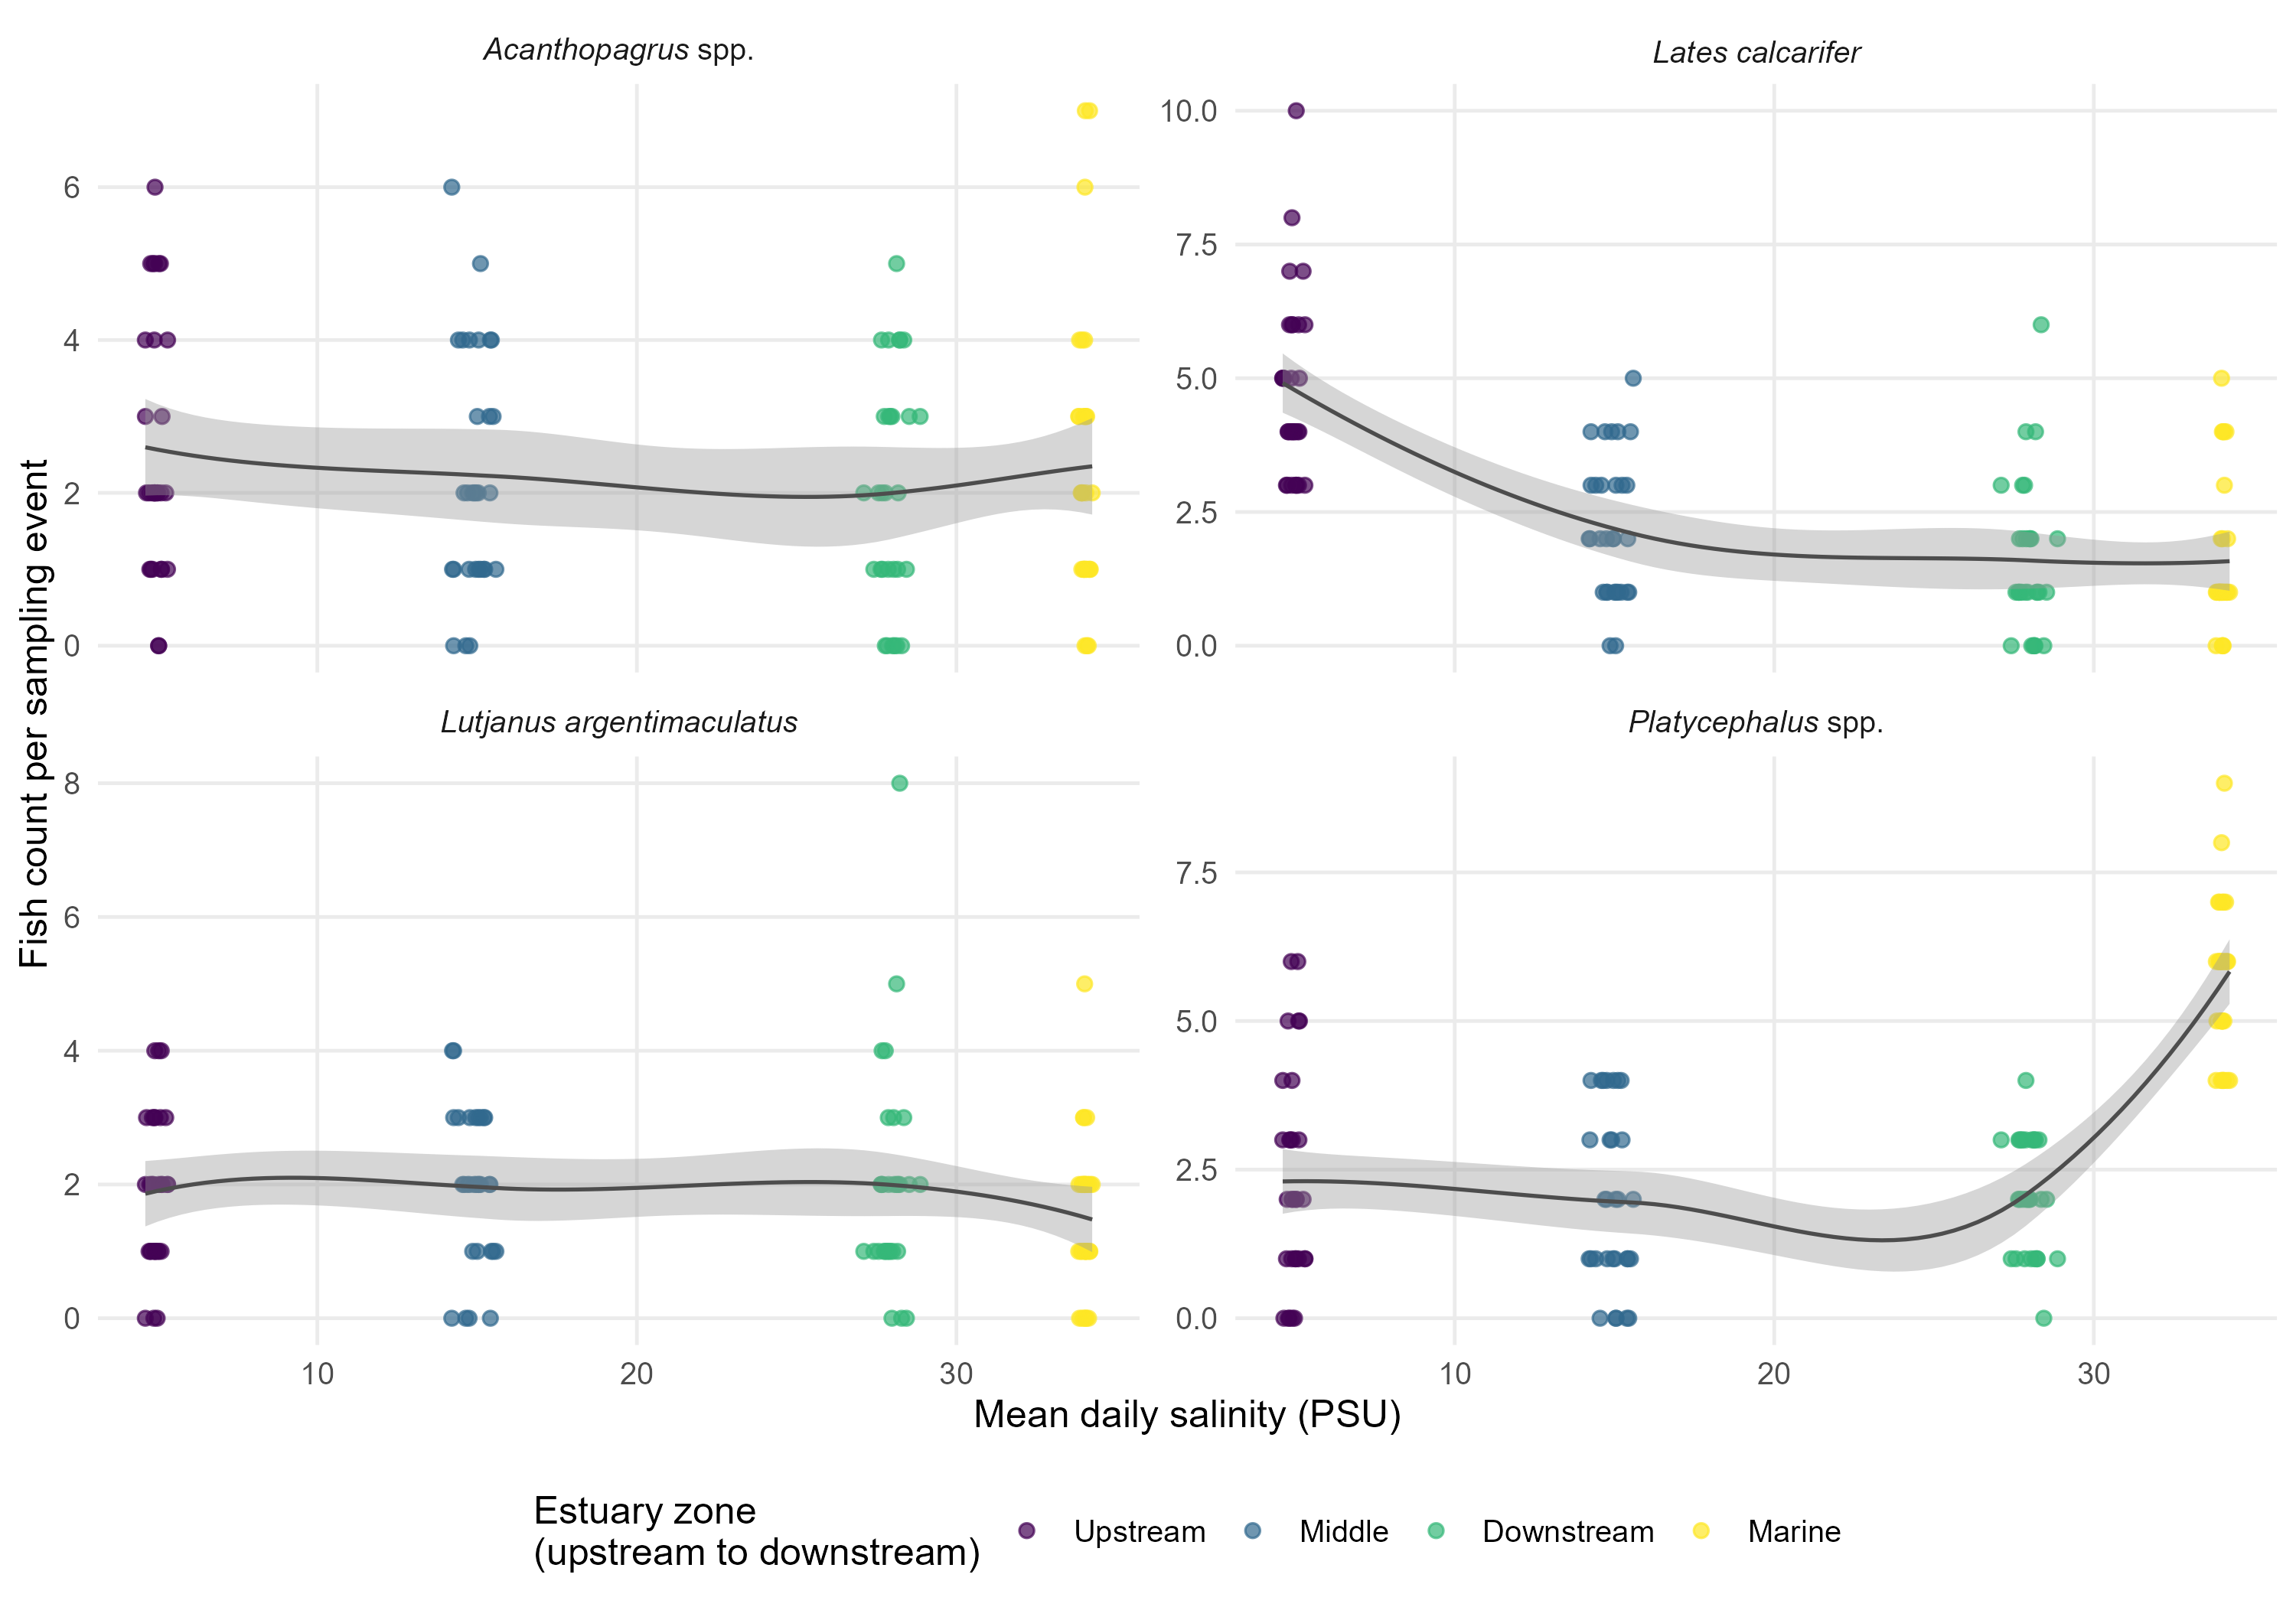 Acanthopagrus spp.
Lates calcarifer
6
4
2
0
10.0
7.5
5.0
2.5
0.0
Fish count per sampling event
Lutjanus argentimaculatus
Platycephalus spp.
8
6
4
2
0
7.5
5.0
2.5
0.0
10 20 30
10 20 30
Mean daily salinity (PSU)
Estuary zone
(upstream to downstream)
Upstream Middle Downstream Marine